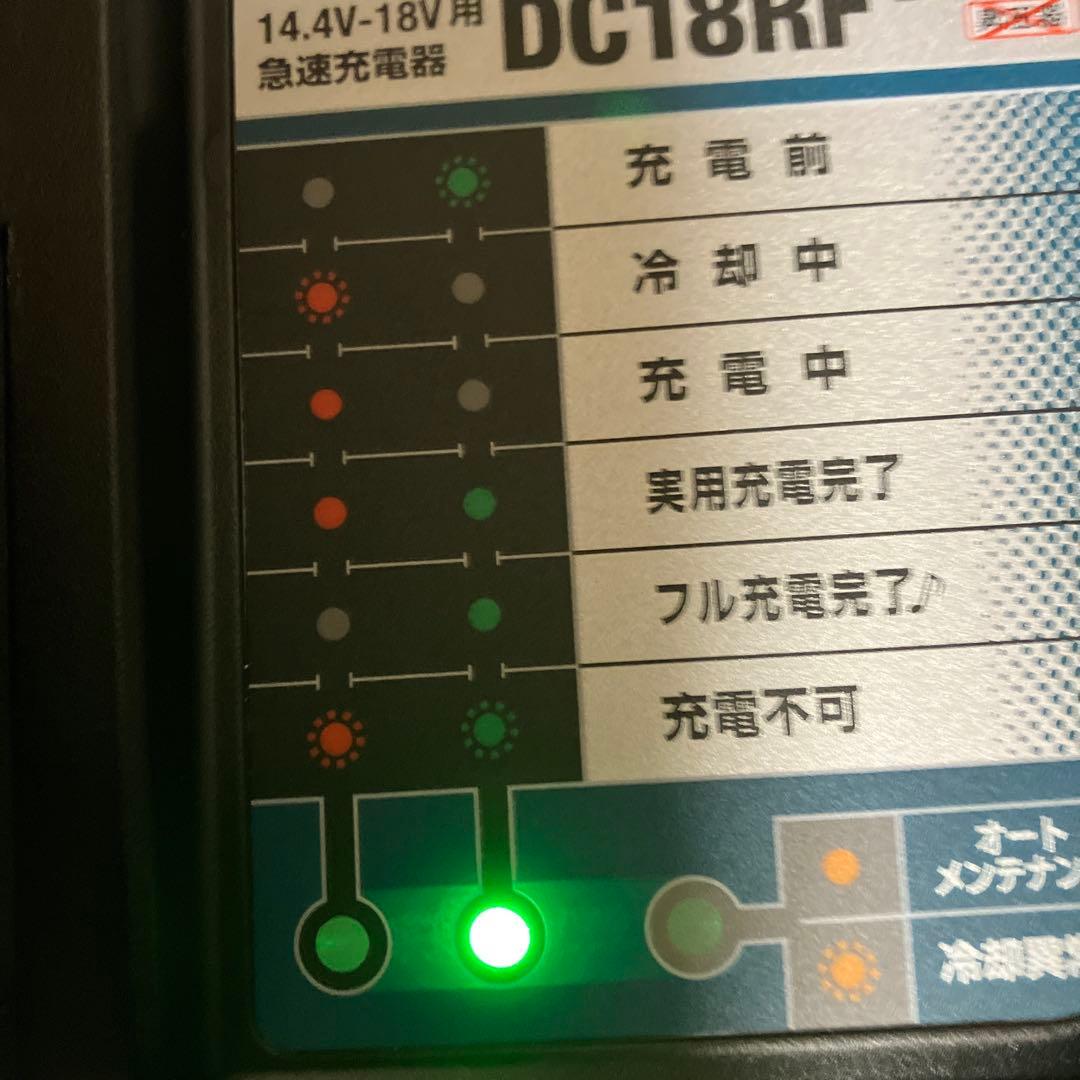 14.4V-18V用
急速充電器
DC18RF
充電前
冷却中
充電中
実用充電完了
フル充電完了♪
充電不可
オート
メンテナン
冷却異常